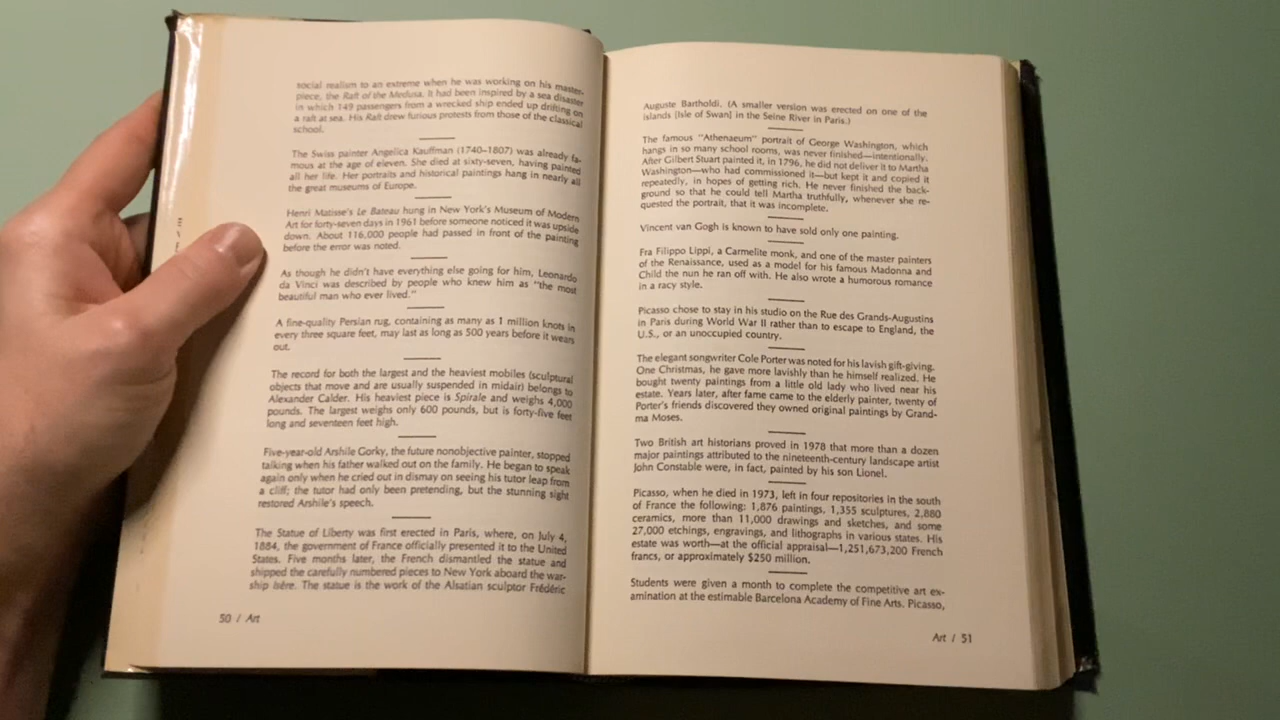 social realism to an extreme when he was working on his master-
piece, the Raft of the Medusa. It had been inspired by a sea disaster
in which 149 passengers from a wrecked ship ended up drifting on
a raft at sea. His Raft drew furious protests from those of the classical
school.
The Swiss painter Angelica Kauffman (1740–1807) was already fa-
mous at the age of eleven. She died at sixty-seven, having painted
all her life. Her portraits and historical paintings hang in nearly all
the great museums of Europe.
Henri Matisse's Le Bateau hung in New York's Museum of Modern
Art for forty-seven days in 1961 before someone noticed it was upside
down. About 116,000 people had passed in front of the painting
before the error was noted.
As though he didn't have everything else going for him, Leonardo
da Vinci was described by people who knew him as "the most
beautiful man who ever lived."
A fine-quality Persian rug, containing as many as 1 million knots in
every three square feet, may last as long as 500 years before it wears
out.
The record for both the largest and the heaviest mobiles (sculptural
objects that move and are usually suspended in midair) belongs to
Alexander Calder. His heaviest piece is Spirale and weighs 4,000
pounds. The largest weighs only 600 pounds, but is forty-five feet
long and seventeen feet high.
Five-year-old Arshile Gorky, the future nonobjective painter, stopped
talking when his father walked out on the family. He began to speak
again only when he cried out in dismay on seeing his tutor leap from
a cliff; the tutor had only been pretending, but the stunning sight
restored Arshile's speech.
The Statue of Liberty was first erected in Paris, where, on July 4,
1884, the government of France officially presented it to the United
States. Five months later, the French dismantled the statue and
shipped the carefully numbered pieces to New York aboard the war-
ship Isère. The statue is the work of the Alsatian sculptor Frédéric
50 / Art
Auguste Bartholdi. (A smaller version was erected on one of the
islands [Isle of Swan] in the Seine River in Paris.)
The famous "Athenaeum" portrait of George Washington, which
hangs in so many school rooms, was never finished—intentionally.
After Gilbert Stuart painted it, in 1796, he did not deliver it to Martha
Washington—who had commissioned it—but kept it and copied it
repeatedly, in hopes of getting rich. He never finished the back-
ground so that he could tell Martha truthfully, whenever she re-
quested the portrait, that it was incomplete.
Vincent van Gogh is known to have sold only one painting.
Fra Filippo Lippi, a Carmelite monk, and one of the master painters
of the Renaissance, used as a model for his famous Madonna and
Child the nun he ran off with. He also wrote a humorous romance
in a racy style.
Picasso chose to stay in his studio on the Rue des Grands-Augustins
in Paris during World War II rather than to escape to England, the
U.S., or an unoccupied country.
The elegant songwriter Cole Porter was noted for his lavish gift-giving.
One Christmas, he gave more lavishly than he himself realized. He
bought twenty paintings from a little old lady who lived near his
estate. Years later, after fame came to the elderly painter, twenty of
Porter's friends discovered they owned original paintings by Grand-
ma Moses.
Two British art historians proved in 1978 that more than a dozen
major paintings attributed to the nineteenth-century landscape artist
John Constable were, in fact, painted by his son Lionel.
Picasso, when he died in 1973, left in four repositories in the south
of France the following: 1,876 paintings, 1,355 sculptures, 2,880
ceramics, more than 11,000 drawings and sketches, and some
27,000 etchings, engravings, and lithographs in various states. His
estate was worth—at the official appraisal—1,251,673,200 French
francs, or approximately $250 million.
Students were given a month to complete the competitive art ex-
amination at the estimable Barcelona Academy of Fine Arts. Picasso,
Art / 51